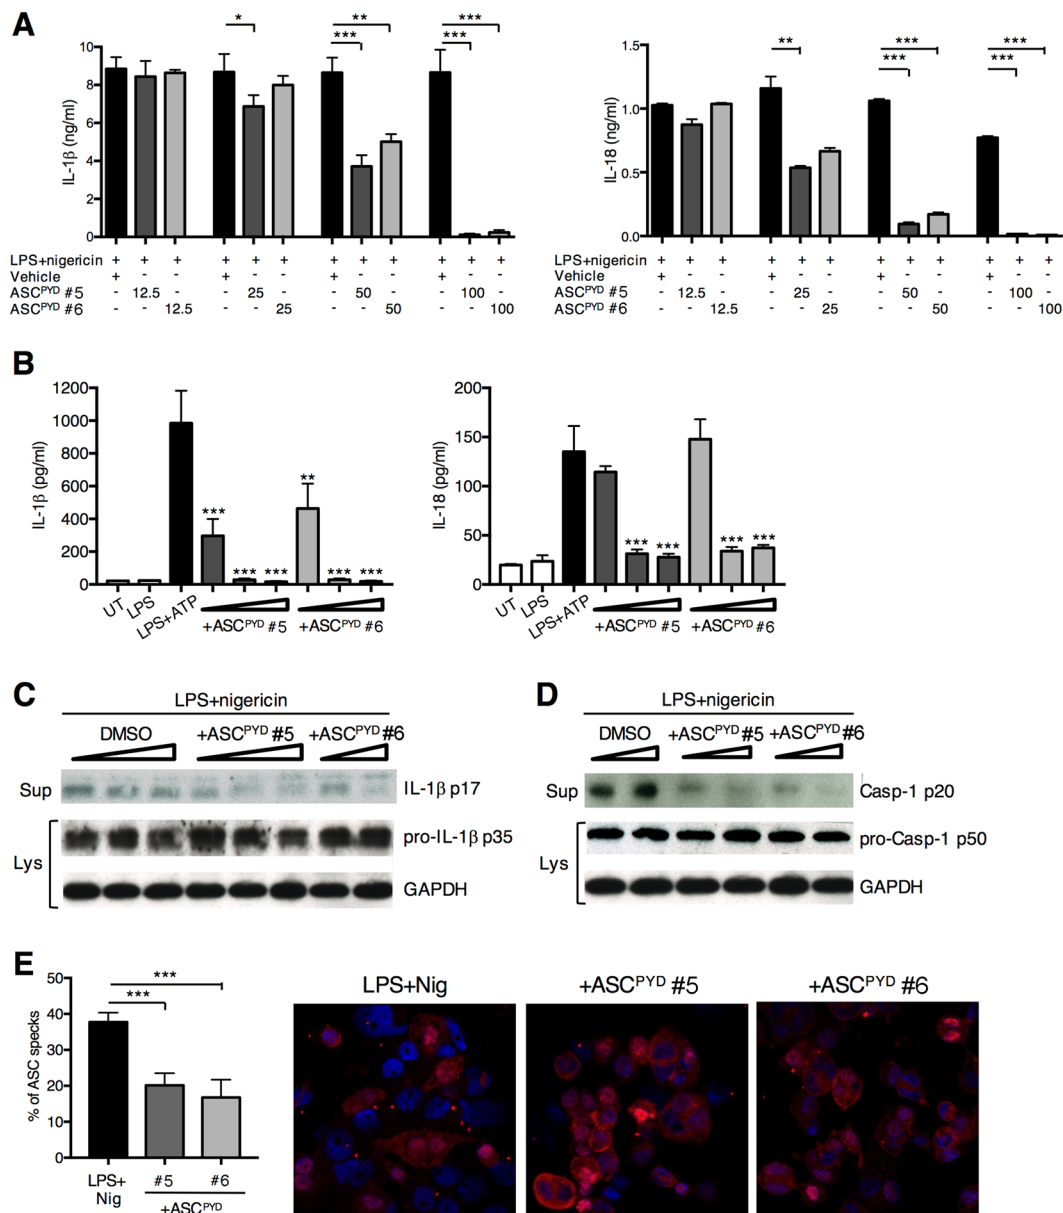 A
* ** *** *** ***
** *** *** *** ***
10
8
6
4
2
0
IL-1β (ng/ml)
1.5
1.0
0.5
0.0
IL-18 (ng/ml)
LPS+nigericin + + + + + + + + + + + +
Vehicle + - - + - - + - - + - -
ASCPYD #5 - 12.5 - - 25 - - 50 - - 100 -
ASCPYD #6 - - 12.5 - - 25 - - 50 - - 100
LPS+nigericin + + + + + + + + + + + +
Vehicle + - - + - - + - - + - -
ASCPYD #5 - 12.5 - - 25 - - 50 - - 100 -
ASCPYD #6 - - 12.5 - - 25 - - 50 - - 100
B
1200
1000
800
600
400
200
0
IL-1β (pg/ml)
*** *** *** ** *** ***
UT LPS LPS+ATP +ASCPYD #5 +ASCPYD #6
200
150
100
50
0
IL-18 (pg/ml)
*** *** *** ***
UT LPS LPS+ATP +ASCPYD #5 +ASCPYD #6
C
LPS+nigericin
DMSO +ASCPYD #5 +ASCPYD #6
Sup IL-1β p17
pro-IL-1β p35
Lys
GAPDH
D
LPS+nigericin
DMSO +ASCPYD #5 +ASCPYD #6
Sup Casp-1 p20
pro-Casp-1 p50
Lys
GAPDH
E
50
40
30
20
10
0
% of ASC specks
***
***
LPS+
Nig
#5 #6
+ASCPYD
LPS+Nig +ASCPYD #5 +ASCPYD #6